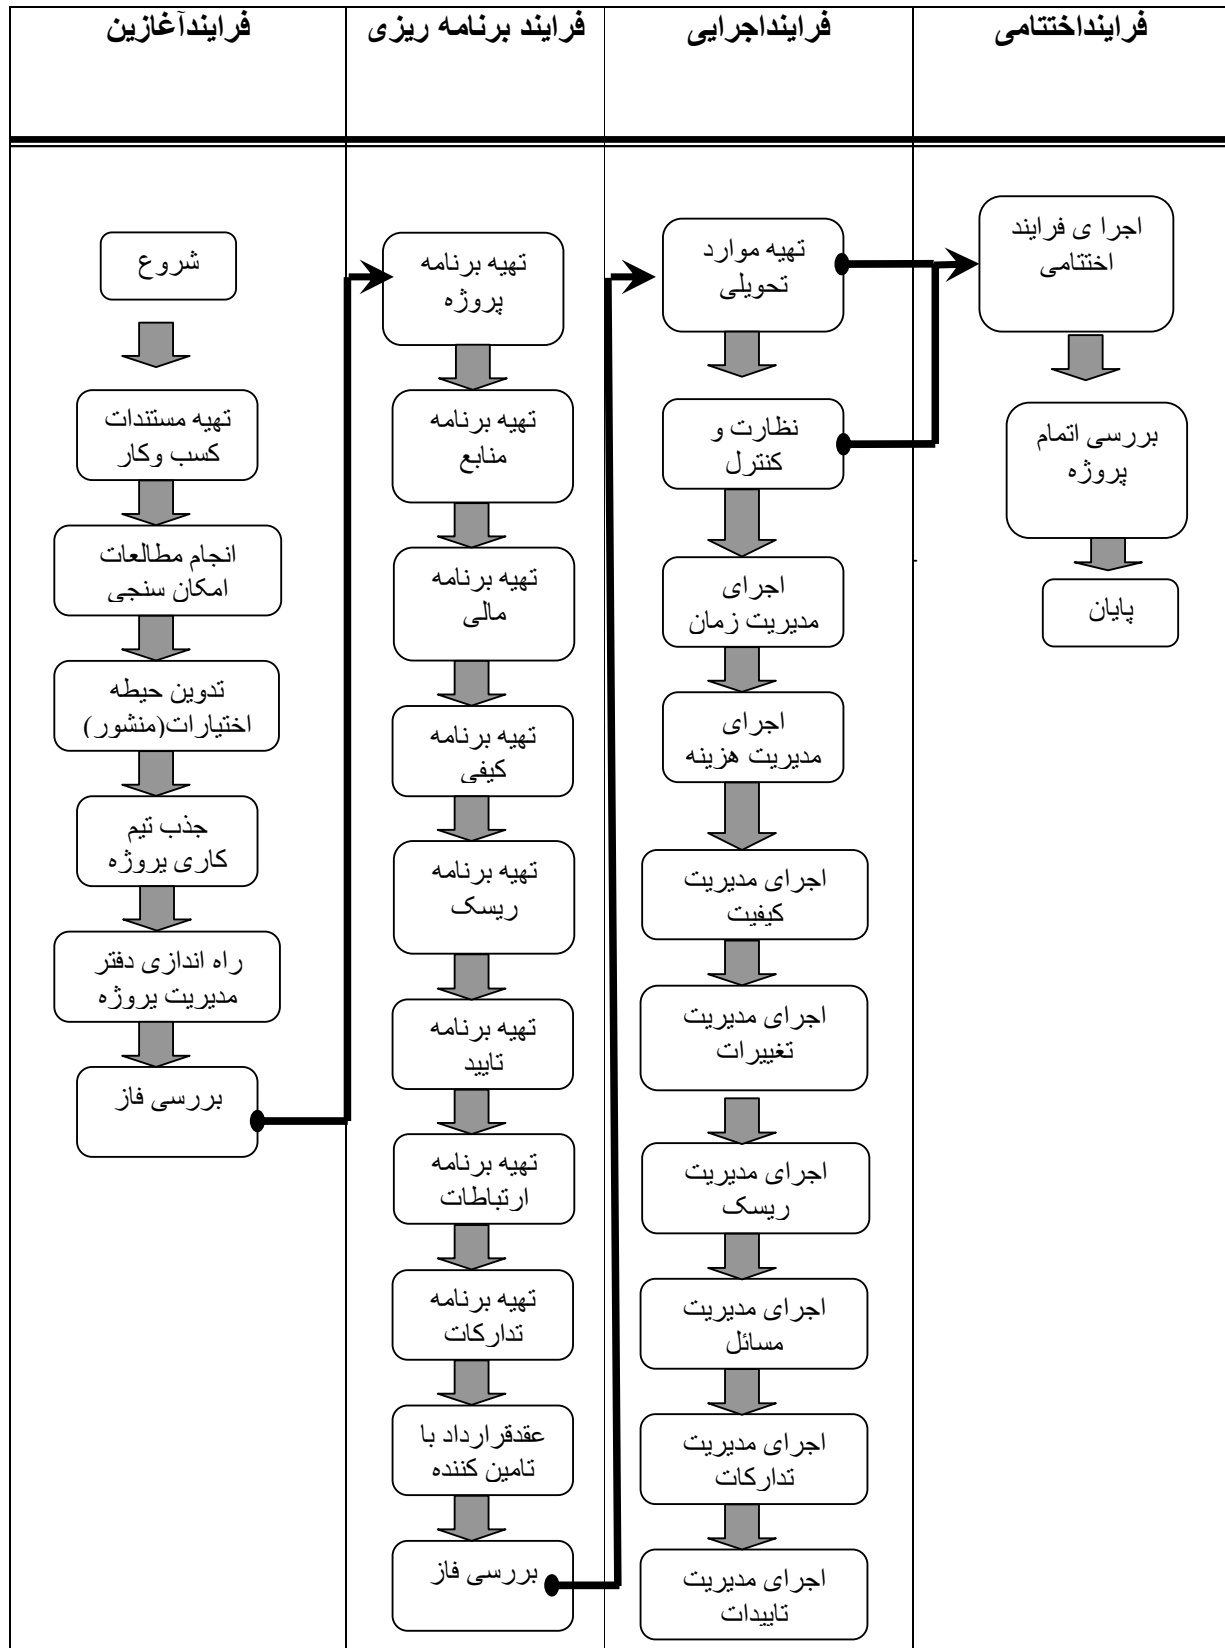 فرایندآغازین
شروع
تهیه مستندات
کسب وکار
انجام مطالعات
امکان سنجی
تدوین حیطه
اختیارات(منشور)
جذب تیم
کاری پروژه
راه اندازی دفتر
مدیریت پروژه
بررسی فاز
فرایند برنامه ریزی
تهیه برنامه
پروژه
تهیه برنامه
منابع
تهیه برنامه
مالی
تهیه برنامه
کیفی
تهیه برنامه
ریسک
تهیه برنامه
تایید
تهیه برنامه
ارتباطات
تهیه برنامه
تدارکات
عقدقرارداد با
تامین کننده
بررسی فاز
فراینداجرایی
تهیه موارد
تحویلی
نظارت و
کنترل
اجرای
مدیریت زمان
اجرای
مدیریت هزینه
اجرای مدیریت
کیفیت
اجرای مدیریت
تغییرات
اجرای مدیریت
ریسک
اجرای مدیریت
مسائل
اجرای مدیریت
تدارکات
اجرای مدیریت
تاییدات
فراینداختتامی
اجرا ی فرایند
اختتامی
بررسی اتمام
پروژه
پایان